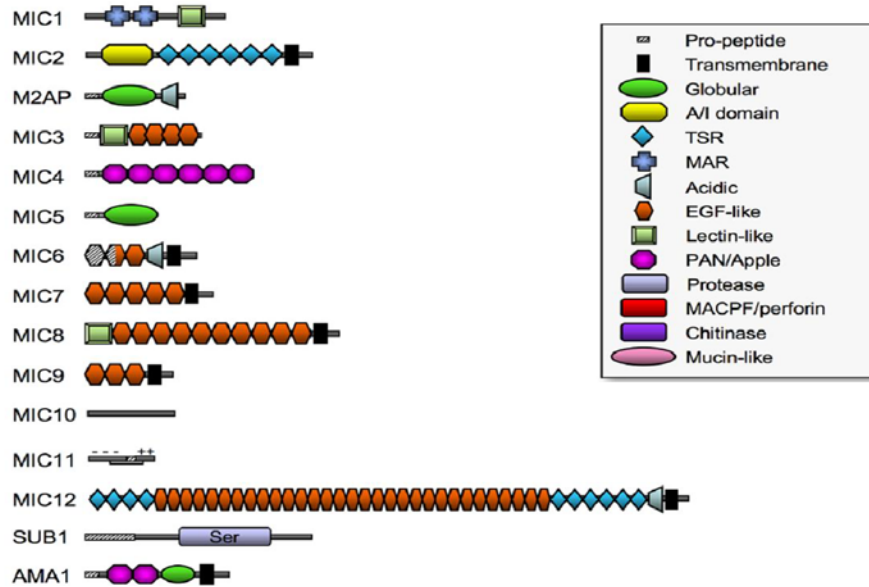 MIC1
MIC2
M2AP
MIC3
MIC4
MIC5
MIC6
MIC7
MIC8
MIC9
MIC10
MIC11
- - - ++
MIC12
SUB1
Ser
AMA1
Pro-peptide
Transmembrane
Globular
A/I domain
TSR
MAR
Acidic
EGF-like
Lectin-like
PAN/Apple
Protease
MACPF/perforin
Chitinase
Mucin-like